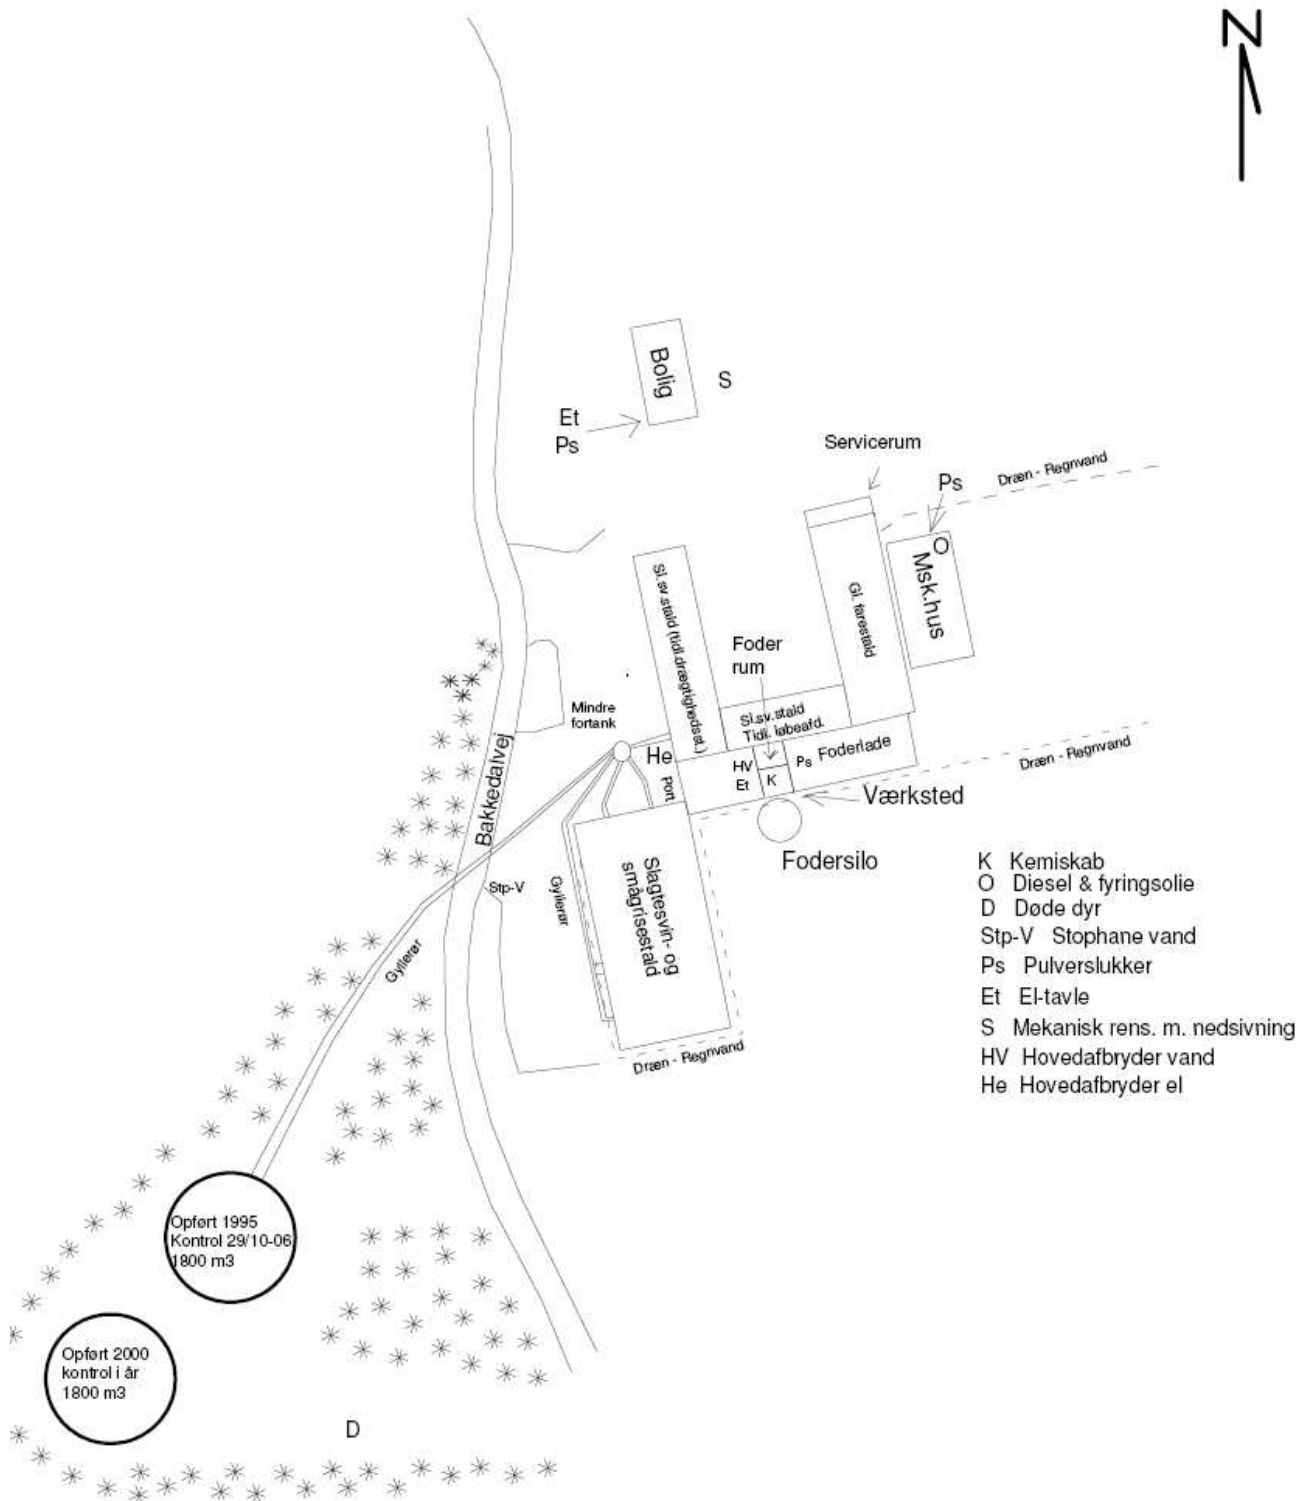 N
Bolig
S
Et
Ps
Servicerum
Ps
Dræn - Regnvand
O
Msk.hus
Sl.sv.stald (tidl.drægtighedsst.)
Gl. farestald
Foder
rum
Mindre
fortank
Sl.sv.stald
Tidl. løbeafd.
Bakkedalvej
He
HV
Et
K
Ps
Foderlade
Port
Dræn - Regnvand
Værksted
Fodersilo
Stp-V
Gyllerør
Slagtesvin- og
smågrisestald
Gyllerør
Dræn - Regnvand
K Kemiskab
O Diesel & fyringsolie
D Døde dyr
Stp-V Stophane vand
Ps Pulverslukker
Et El-tavle
S Mekanisk rens. m. nedsivning
HV Hovedafbryder vand
He Hovedafbryder el
Opført 1995
Kontrol 29/10-06
1800 m3
Opført 2000
kontrol i år
1800 m3
D